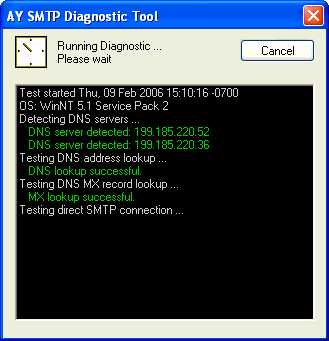 AY SMTP Diagnostic Tool
Running Diagnostic ...
Please wait
Cancel
Test started Thu, 09 Feb 2006 15:10:16 -0700
OS: WinNT 5.1 Service Pack 2
Detecting DNS servers ...
DNS server detected: 199.185.220.52
DNS server detected: 199.185.220.36
Testing DNS address lookup ...
DNS lookup successful.
Testing DNS MX record lookup ...
MX lookup successful.
Testing direct SMTP connection ...